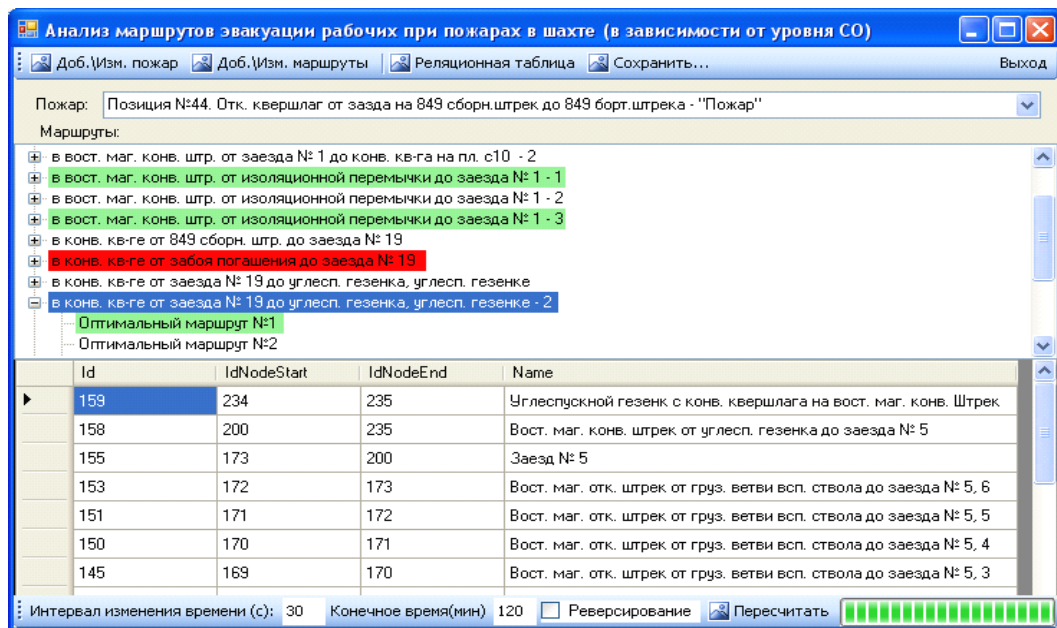 Анализ маршрутов эвакуации рабочих при пожарах в шахте (в зависимости от уровня СО)
Доб.\Изм. пожар Доб.\Изм. маршруты Реляционная таблица Сохранить... Выход
Пожар: Позиция №44. Отк. квершлаг от зазда на 849 сборн.штрек до 849 борт.штрека - "Пожар"
Маршруты:
в вост. маг. конв. штр. от заезда № 1 до конв. кв-га на пл. с10 - 2
в вост. маг. конв. штр. от изоляционной перемычки до заезда № 1 - 1
в вост. маг. конв. штр. от изоляционной перемычки до заезда № 1 - 2
в вост. маг. конв. штр. от изоляционной перемычки до заезда № 1 - 3
в конв. кв-ге от 849 сборн. штр. до заезда № 19
в конв. кв-ге от забоя погашения до заезда № 19
в конв. кв-ге от заезда № 19 до углесп. гезенка, углесп. гезенке
в конв. кв-ге от заезда № 19 до углесп. гезенка, углесп. гезенке - 2
Оптимальный маршрут №1
Оптимальный маршрут №2
Id IdNodeStart IdNodeEnd Name
159 234 235 Углеспускной гезенк с конв. квершлага на вост. маг. конв. Штрек
158 200 235 Вост. маг. конв. штрек от углесп. гезенка до заезда № 5
155 173 200 Заезд № 5
153 172 173 Вост. маг. отк. штрек от груз. ветви всп. ствола до заезда № 5, 6
151 171 172 Вост. маг. отк. штрек от груз. ветви всп. ствола до заезда № 5, 5
150 170 171 Вост. маг. отк. штрек от груз. ветви всп. ствола до заезда № 5, 4
145 169 170 Вост. маг. отк. штрек от груз. ветви всп. ствола до заезда № 5, 3
Интервал изменения времени (с): 30 Конечное время(мин) 120 Реверсирование Пересчитать